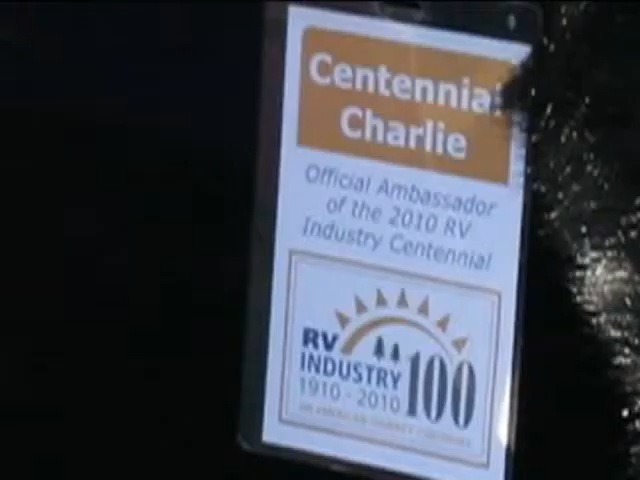 Centennial
Charlie
Official Ambassador
of the 2010 RV
Industry Centennial
RV
INDUSTRY
1910 - 2010
100